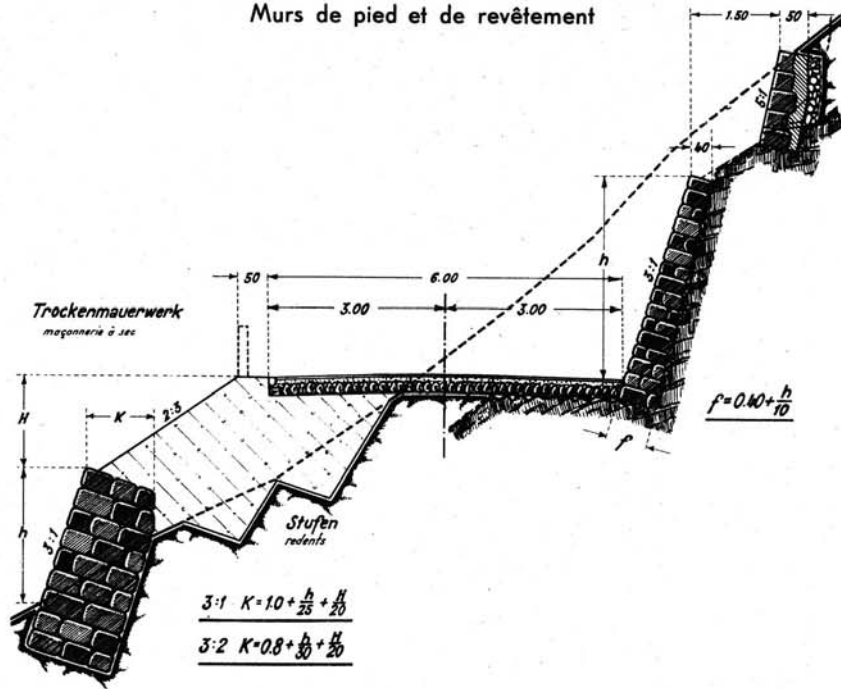 Murs de pied et de revêtement
1.50
50
5:1
40
h
3:1
50
6.00
3.00
3.00
Trockenmauerwerk
maçonnerie à sec
H
K
2:3
h
3:1
f
f=0.40+h/10
Stufen
redents
3:1 K=1.0+h/25+H/20
3:2 K=0.8+h/30+H/20